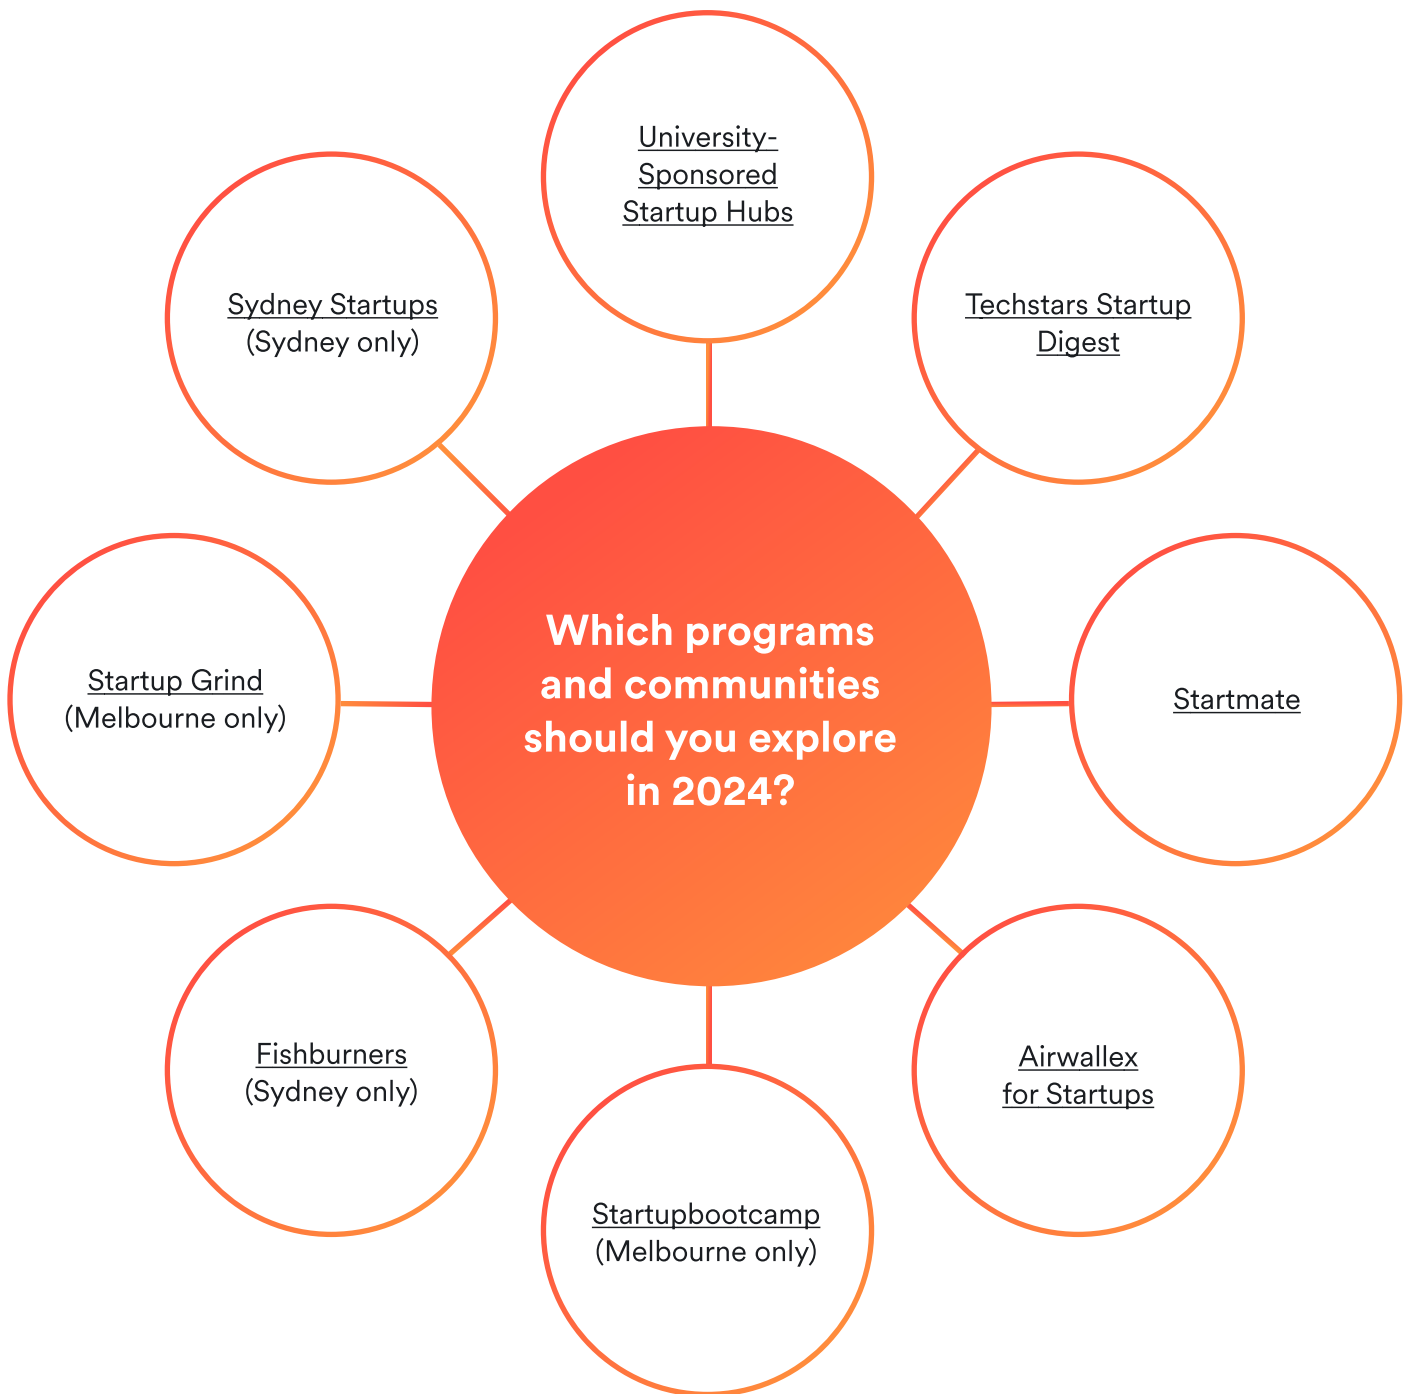 University-
Sponsored
Startup Hubs
Sydney Startups
(Sydney only)
Techstars Startup
Digest
Which programs
and communities
should you explore
in 2024?
Startup Grind
(Melbourne only)
Startmate
Fishburners
(Sydney only)
Airwallex
for Startups
Startupbootcamp
(Melbourne only)